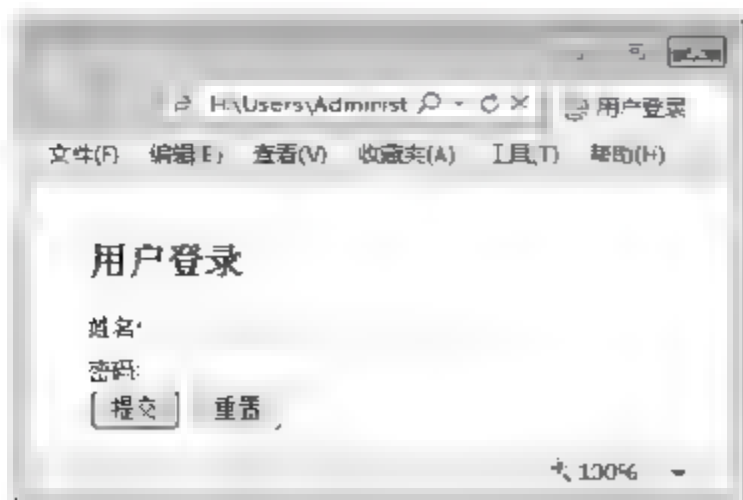 H:\Users\Administ 用户登录
文件(F) 编辑(E) 查看(V) 收藏夹(A) 工具(T) 帮助(H)
用户登录
姓名:
密码:
提交 重置
100%